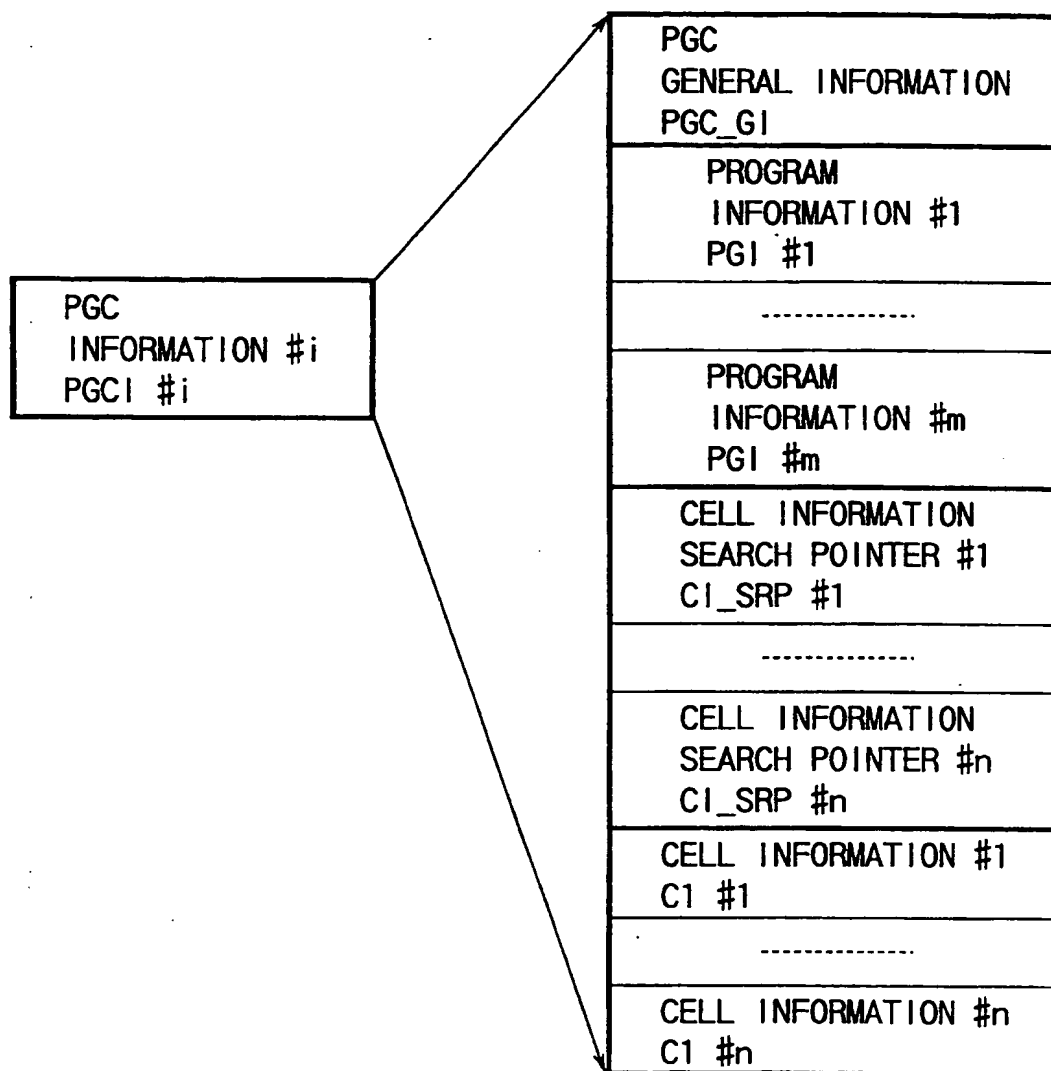 PGC
INFORMATION #i
PGCI #i
PGC
GENERAL INFORMATION
PGC_GI
PROGRAM
INFORMATION #1
PGI #1
PROGRAM
INFORMATION #m
PGI #m
CELL INFORMATION
SEARCH POINTER #1
CI_SRP #1
CELL INFORMATION
SEARCH POINTER #n
CI_SRP #n
CELL INFORMATION #1
C1 #1
CELL INFORMATION #n
C1 #n